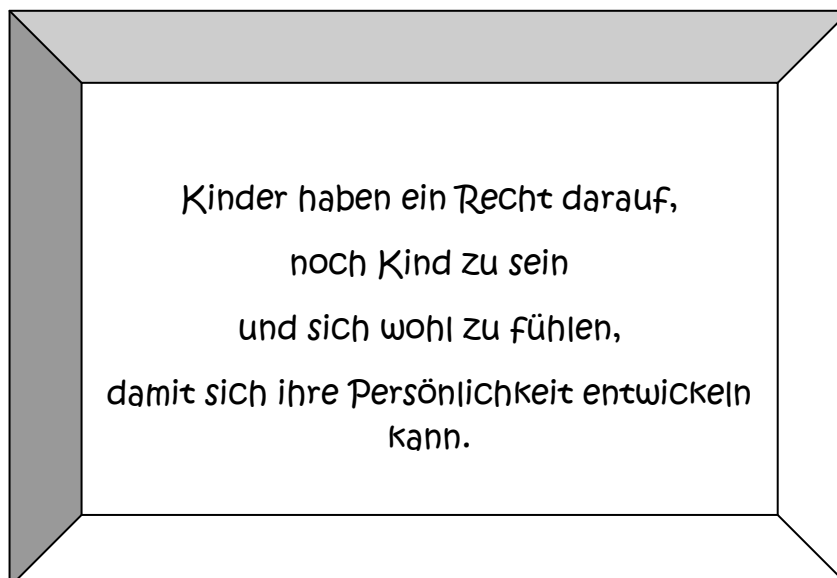 Kinder haben ein Recht darauf,
noch Kind zu sein
und sich wohl zu fühlen,
damit sich ihre Persönlichkeit entwickeln
kann.